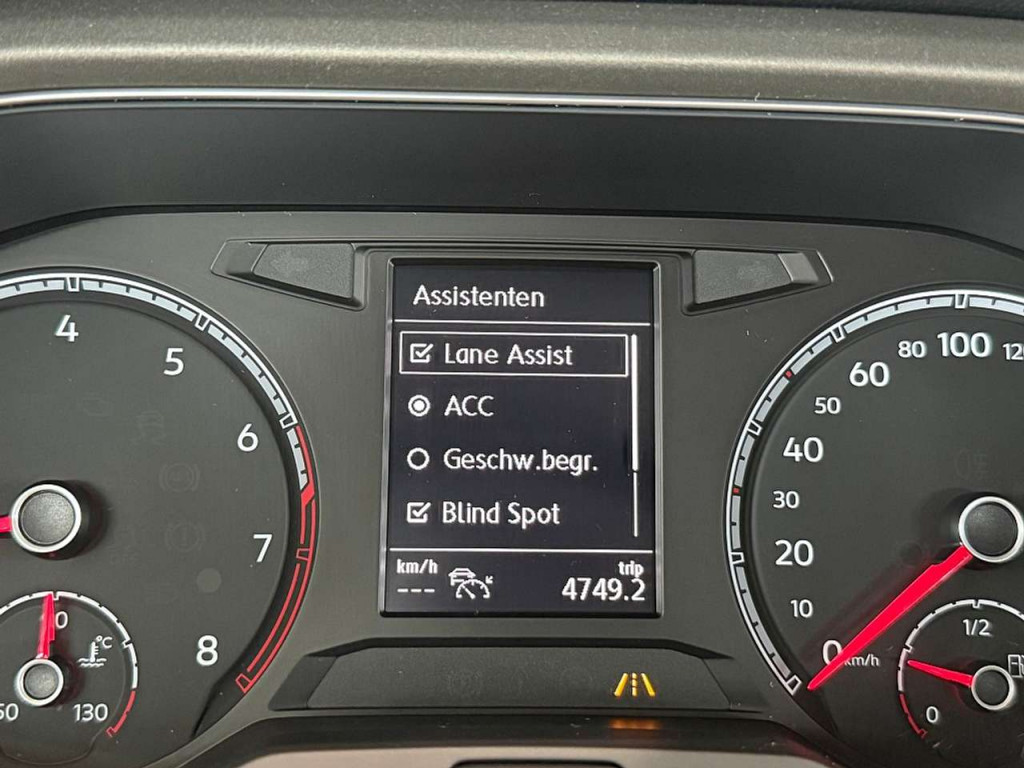 Assistenten
Lane Assist
ACC
Geschw.begr.
Blind Spot
km/h
trip
---
4749.2
4
5
6
7
8
°C
130
0
10
20
30
40
50
60
80
100
km/h
1/2
0